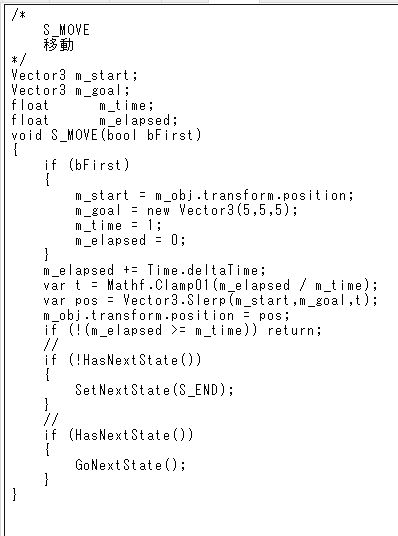 /*
    S_MOVE
    移動
*/
Vector3 m_start;
Vector3 m_goal;
float      m_time;
float      m_elapsed;
void S_MOVE(bool bFirst)
{
    if (bFirst)
    {
        m_start = m_obj.transform.position;
        m_goal = new Vector3(5,5,5);
        m_time = 1;
        m_elapsed = 0;
    }
    m_elapsed += Time.deltaTime;
    var t = Mathf.Clamp01(m_elapsed / m_time);
    var pos = Vector3.Slerp(m_start,m_goal,t);
    m_obj.transform.position = pos;
    if (!(m_elapsed >= m_time)) return;
    //
    if (!HasNextState())
    {
        SetNextState(S_END);
    }
    //
    if (HasNextState())
    {
        GoNextState();
    }
}